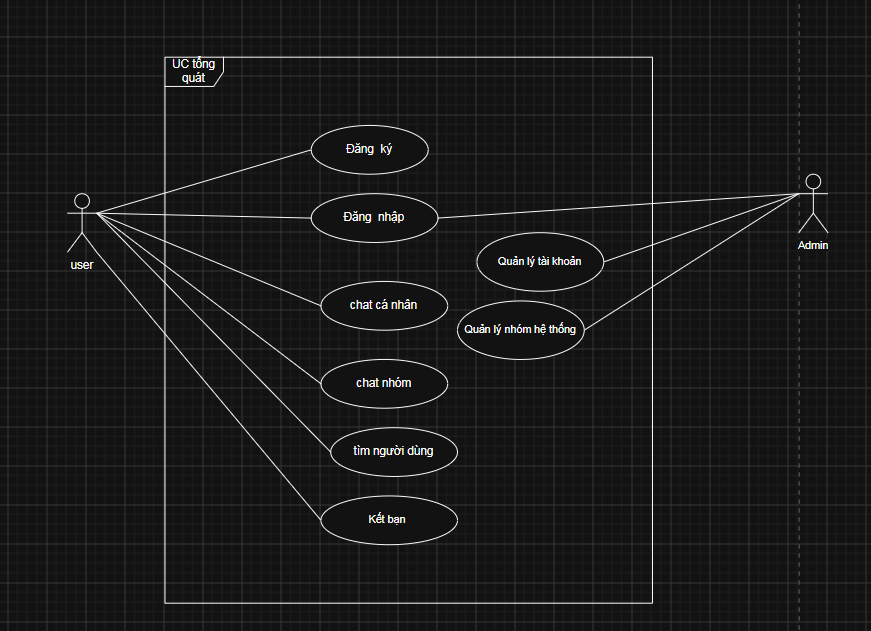 UC tổng
quát
Đăng ký
Đăng nhập
Quản lý tài khoản
Quản lý nhóm hệ thống
chat cá nhân
chat nhóm
tìm người dùng
Kết bạn
user
Admin